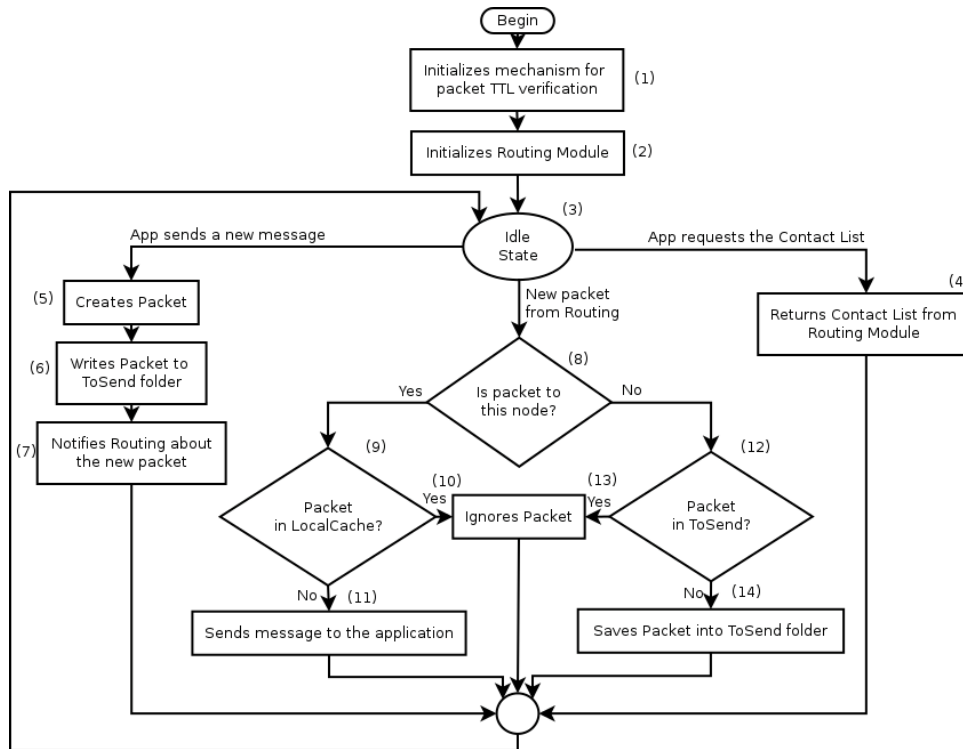 Begin
Initializes mechanism for
packet TTL verification
(1)
Initializes Routing Module
(2)
(3)
Idle
State
App sends a new message
App requests the Contact List
(5)
Creates Packet
New packet
from Routing
(4
Returns Contact List from
Routing Module
(6)
Writes Packet to
ToSend folder
(8)
Is packet to
this node?
Yes
No
(7)
Notifies Routing about
the new packet
(9)
(12)
Packet
in LocalCache?
(10)
Yes
Ignores Packet
(13)
Yes
Packet
in ToSend?
No
(11)
Sends message to the application
No
(14)
Saves Packet into ToSend folder